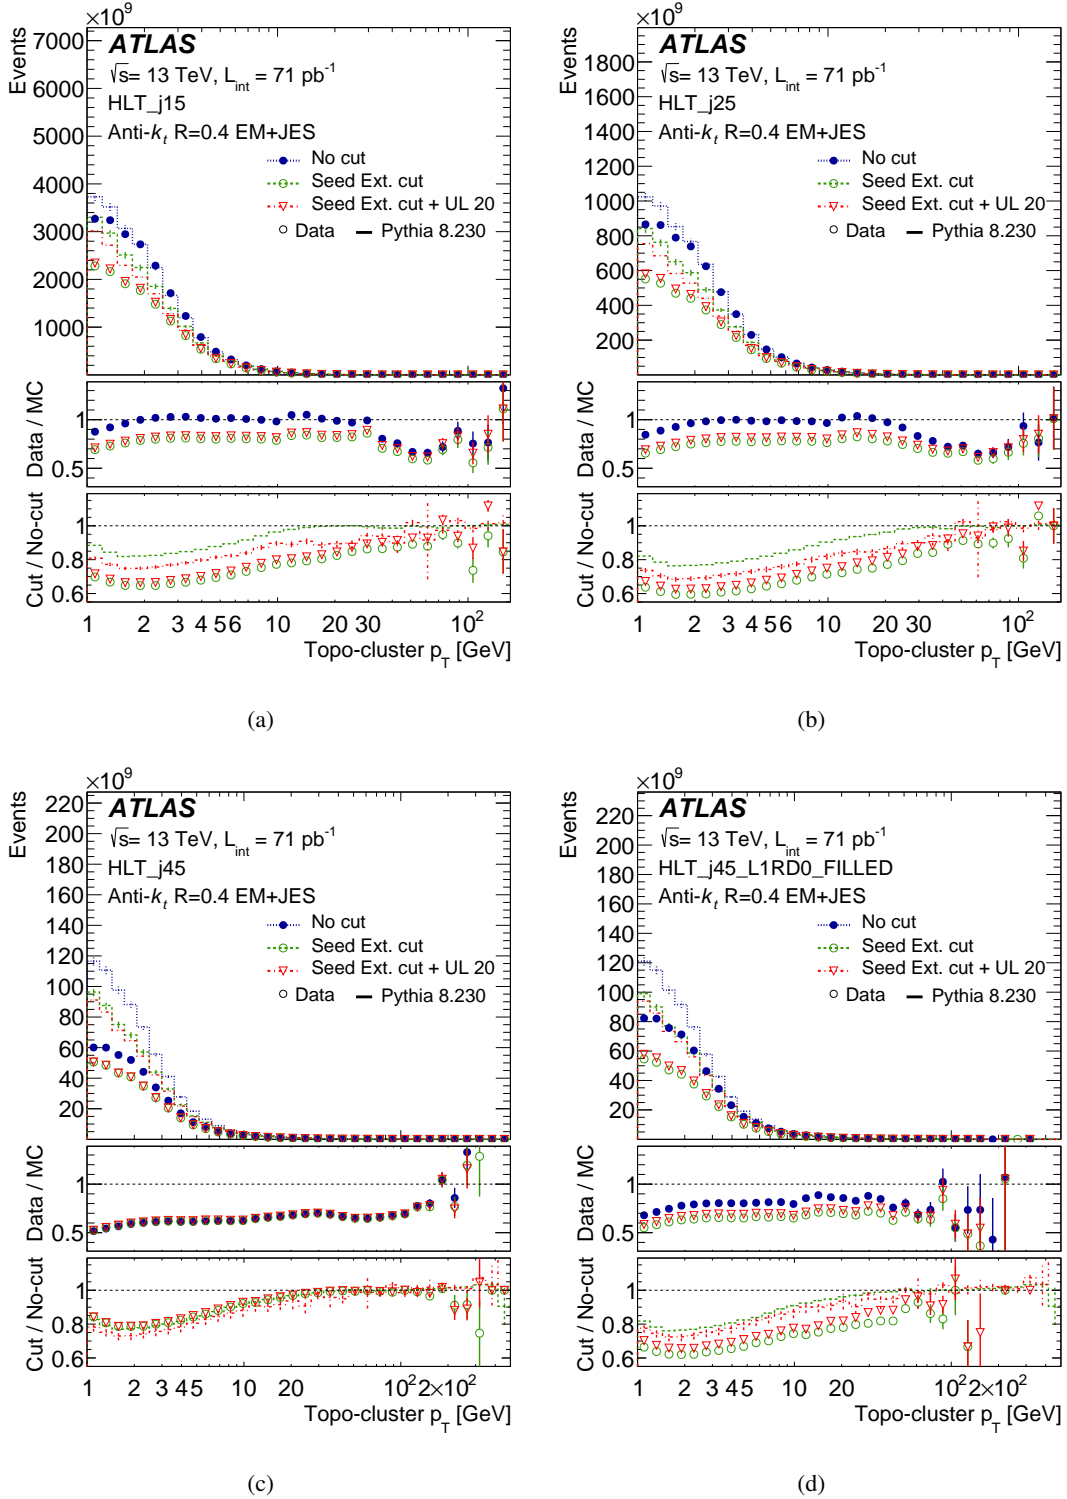 ×10⁹
Events
7000
6000
5000
4000
3000
2000
1000
ATLAS
√s= 13 TeV, L_int = 71 pb⁻¹
HLT_j15
Anti-k_t R=0.4 EM+JES
No cut
Seed Ext. cut
Seed Ext. cut + UL 20
Data Pythia 8.230
Data / MC
1
0.5
Cut / No-cut
1
0.8
0.6
1 2 3 4 5 6 10 20 30 10²
Topo-cluster p_T [GeV]
(a)
×10⁹
Events
1800
1600
1400
1200
1000
800
600
400
200
ATLAS
√s= 13 TeV, L_int = 71 pb⁻¹
HLT_j25
Anti-k_t R=0.4 EM+JES
No cut
Seed Ext. cut
Seed Ext. cut + UL 20
Data Pythia 8.230
Data / MC
1
0.5
Cut / No-cut
1
0.8
0.6
1 2 3 4 5 6 10 20 30 10²
Topo-cluster p_T [GeV]
(b)
×10⁹
Events
220
200
180
160
140
120
100
80
60
40
20
ATLAS
√s= 13 TeV, L_int = 71 pb⁻¹
HLT_j45
Anti-k_t R=0.4 EM+JES
No cut
Seed Ext. cut
Seed Ext. cut + UL 20
Data Pythia 8.230
Data / MC
1
0.5
Cut / No-cut
1
0.8
0.6
1 2 3 4 5 10 20 10² 2×10²
Topo-cluster p_T [GeV]
(c)
×10⁹
Events
220
200
180
160
140
120
100
80
60
40
20
ATLAS
√s= 13 TeV, L_int = 71 pb⁻¹
HLT_j45_L1RD0_FILLED
Anti-k_t R=0.4 EM+JES
No cut
Seed Ext. cut
Seed Ext. cut + UL 20
Data Pythia 8.230
Data / MC
1
0.5
Cut / No-cut
1
0.8
0.6
1 2 3 4 5 10 20 10² 2×10²
Topo-cluster p_T [GeV]
(d)